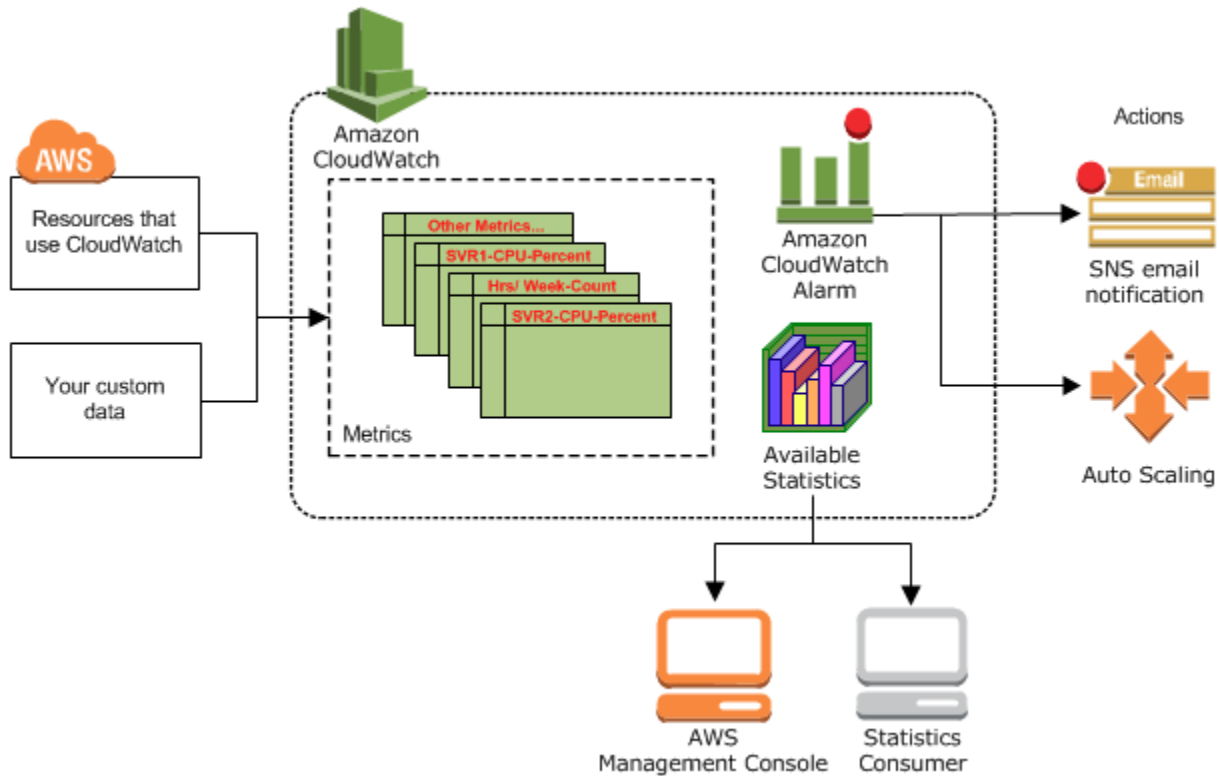 Amazon
CloudWatch
AWS
Resources that
use CloudWatch
Your custom
data
Other Metrics...
SVR1-CPU-Percent
Hrs/ Week-Count
SVR2-CPU-Percent
Metrics
Amazon
CloudWatch
Alarm
Available
Statistics
Actions
Email
SNS email
notification
Auto Scaling
AWS
Management Console
Statistics
Consumer